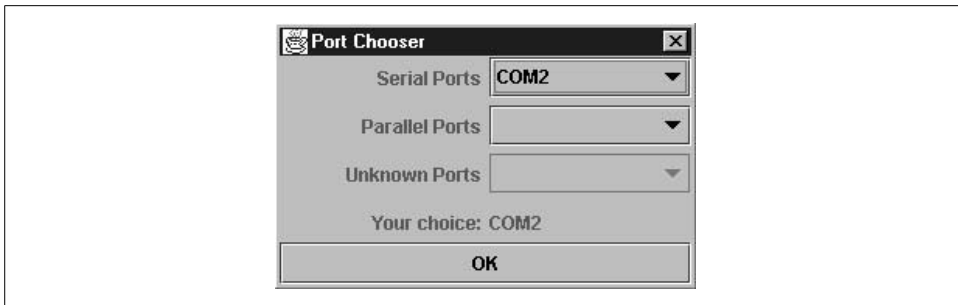 Port Chooser
Serial Ports COM2
Parallel Ports
Unknown Ports
Your choice: COM2
OK